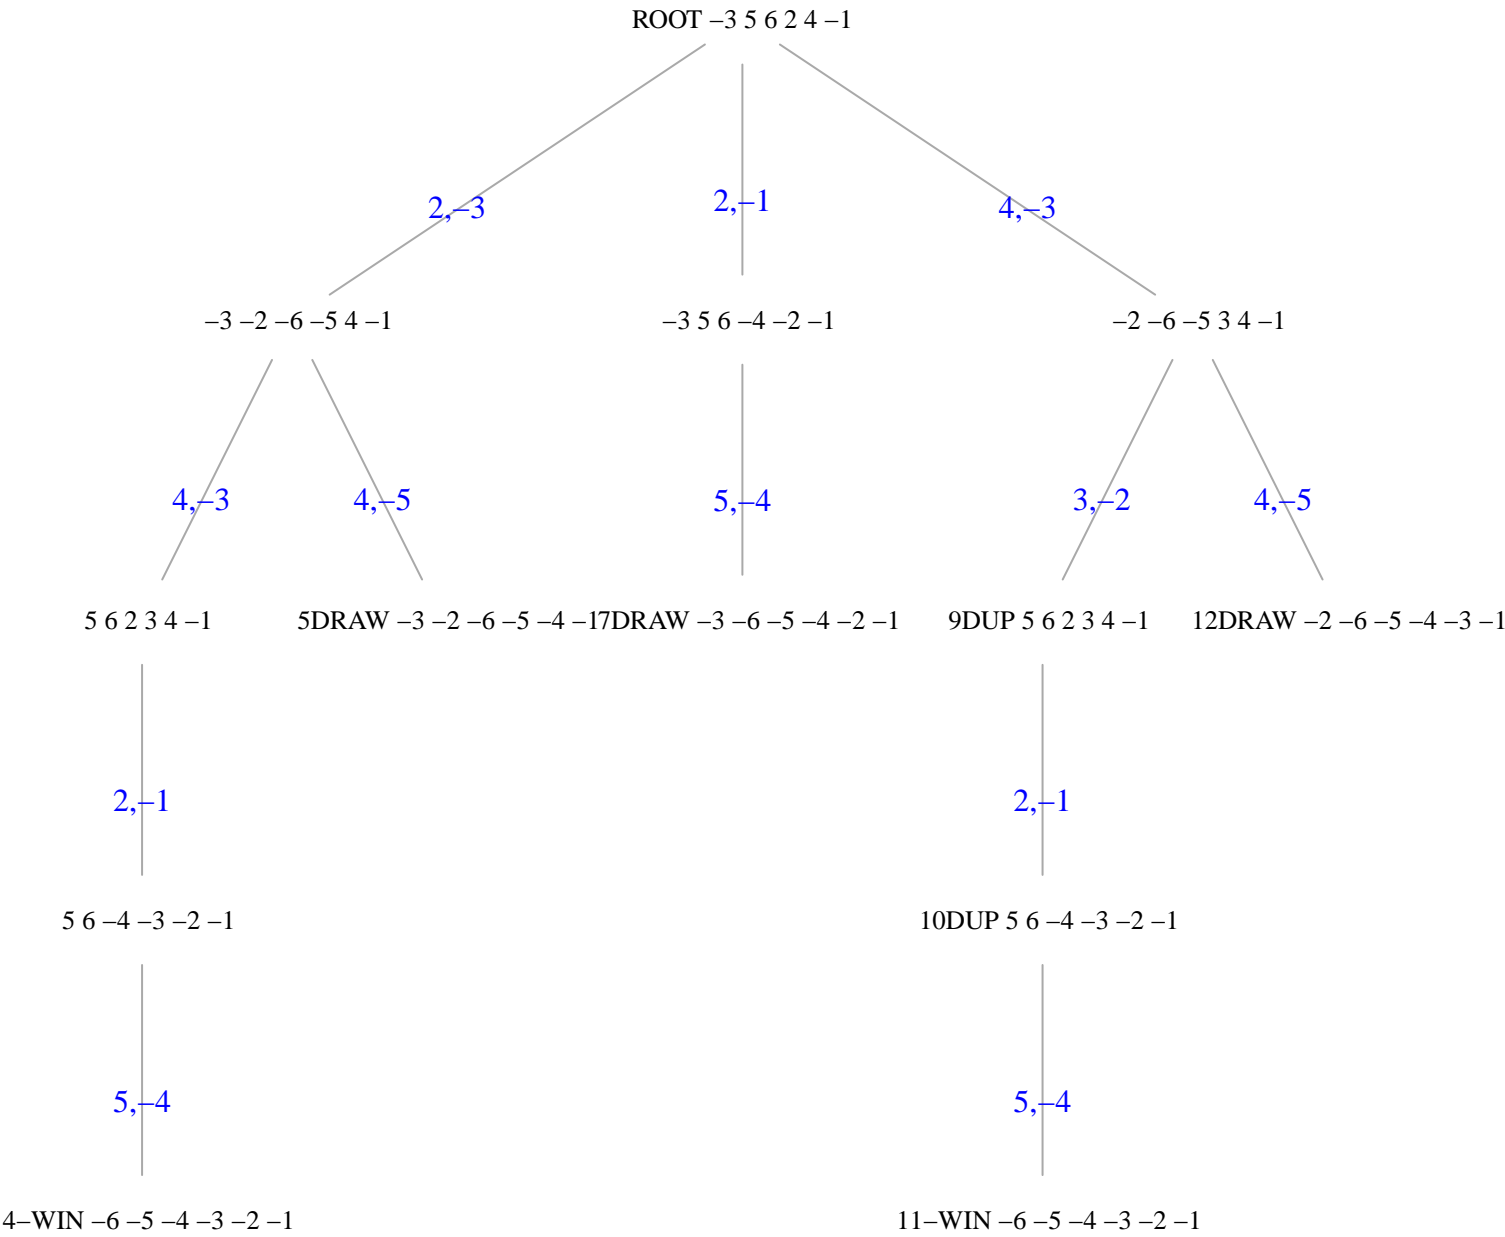 ROOT –3 5 6 2 4 –1
2,–3
2,–1
4,–3
–3 –2 –6 –5 4 –1
–3 5 6 –4 –2 –1
–2 –6 –5 3 4 –1
4,–3
4,–5
5,–4
3,–2
4,–5
5 6 2 3 4 –1
5DRAW –3 –2 –6 –5 –4 –1
7DRAW –3 –6 –5 –4 –2 –1
9DUP 5 6 2 3 4 –1
12DRAW –2 –6 –5 –4 –3 –1
2,–1
2,–1
5 6 –4 –3 –2 –1
10DUP 5 6 –4 –3 –2 –1
5,–4
5,–4
4–WIN –6 –5 –4 –3 –2 –1
11–WIN –6 –5 –4 –3 –2 –1